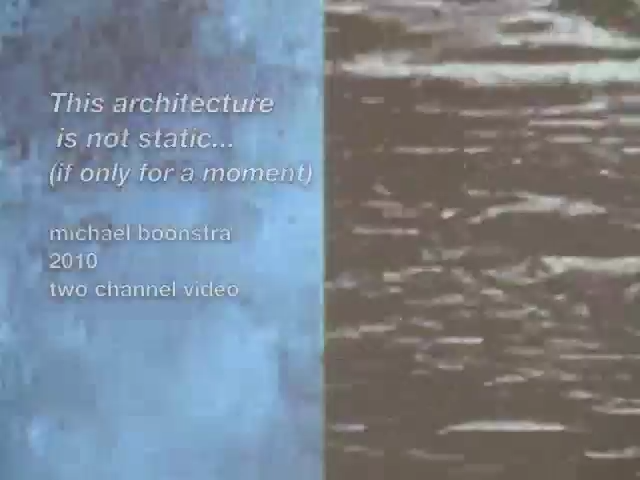 This architecture
is not static...
(if only for a moment)
michael boonstra
2010
two channel video